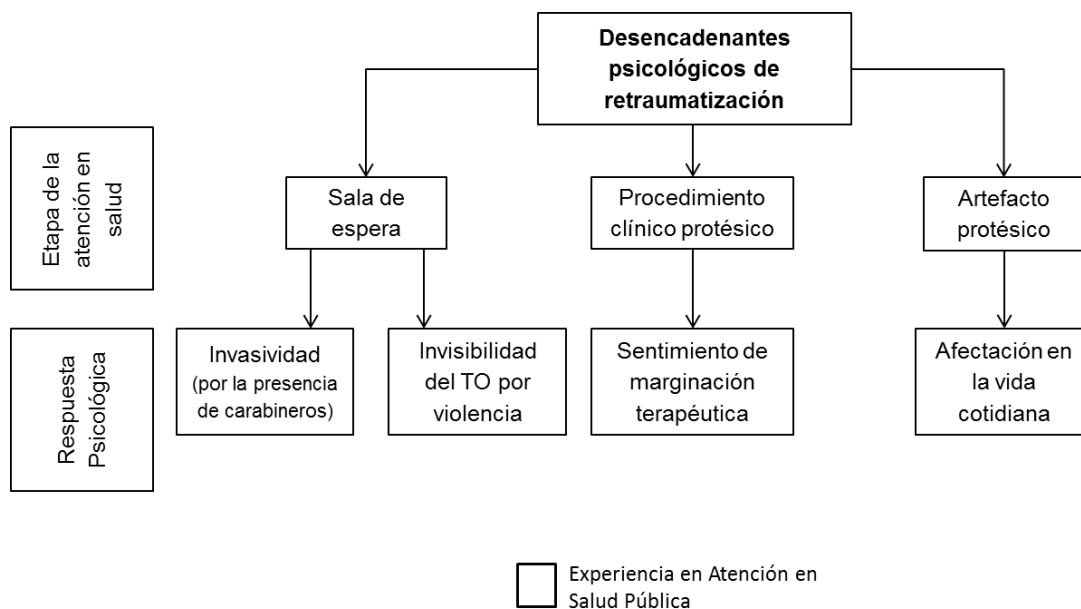 Desencadenantes
psicológicos de
retraumatización
Etapa de la
atención en
salud
Sala de
espera
Procedimiento
clínico protésico
Artefacto
protésico
Respuesta
Psicológica
Invasividad
(por la presencia
de carabineros)
Invisibilidad
del TO por
violencia
Sentimiento de
marginación
terapéutica
Afectación en
la vida
cotidiana
Experiencia en Atención en
Salud Pública